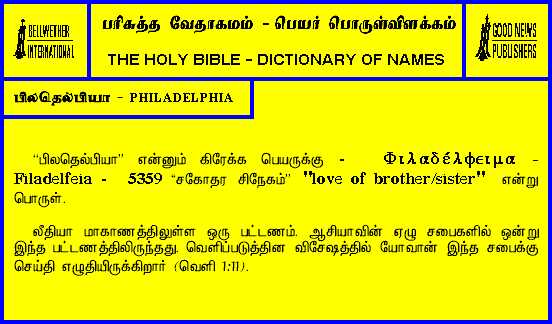 BELLWETHER
INTERNATIONAL
பரிசுத்த வேதாகமம் - பெயர் பொருள்விளக்கம்
THE HOLY BIBLE - DICTIONARY OF NAMES
GOOD NEWS
PUBLISHERS
பிலதெல்பியா - PHILADELPHIA
“பிலதெல்பியா” என்னும் கிரேக்க பெயருக்கு - Φιλαδέλφειμα -
Filadelfeia - 5359 “சகோதர சிநேகம்” "love of brother/sister" என்று
பொருள்.
லீதியா மாகாணத்திலுள்ள ஒரு பட்டணம். ஆசியாவின் ஏழு சபைகளில் ஒன்று
இந்த பட்டணத்திலிருந்தது. வெளிப்படுத்தின விசேஷத்தில் யோவான் இந்த சபைக்கு
செய்தி எழுதியிருக்கிறார் (வெளி 1:11).